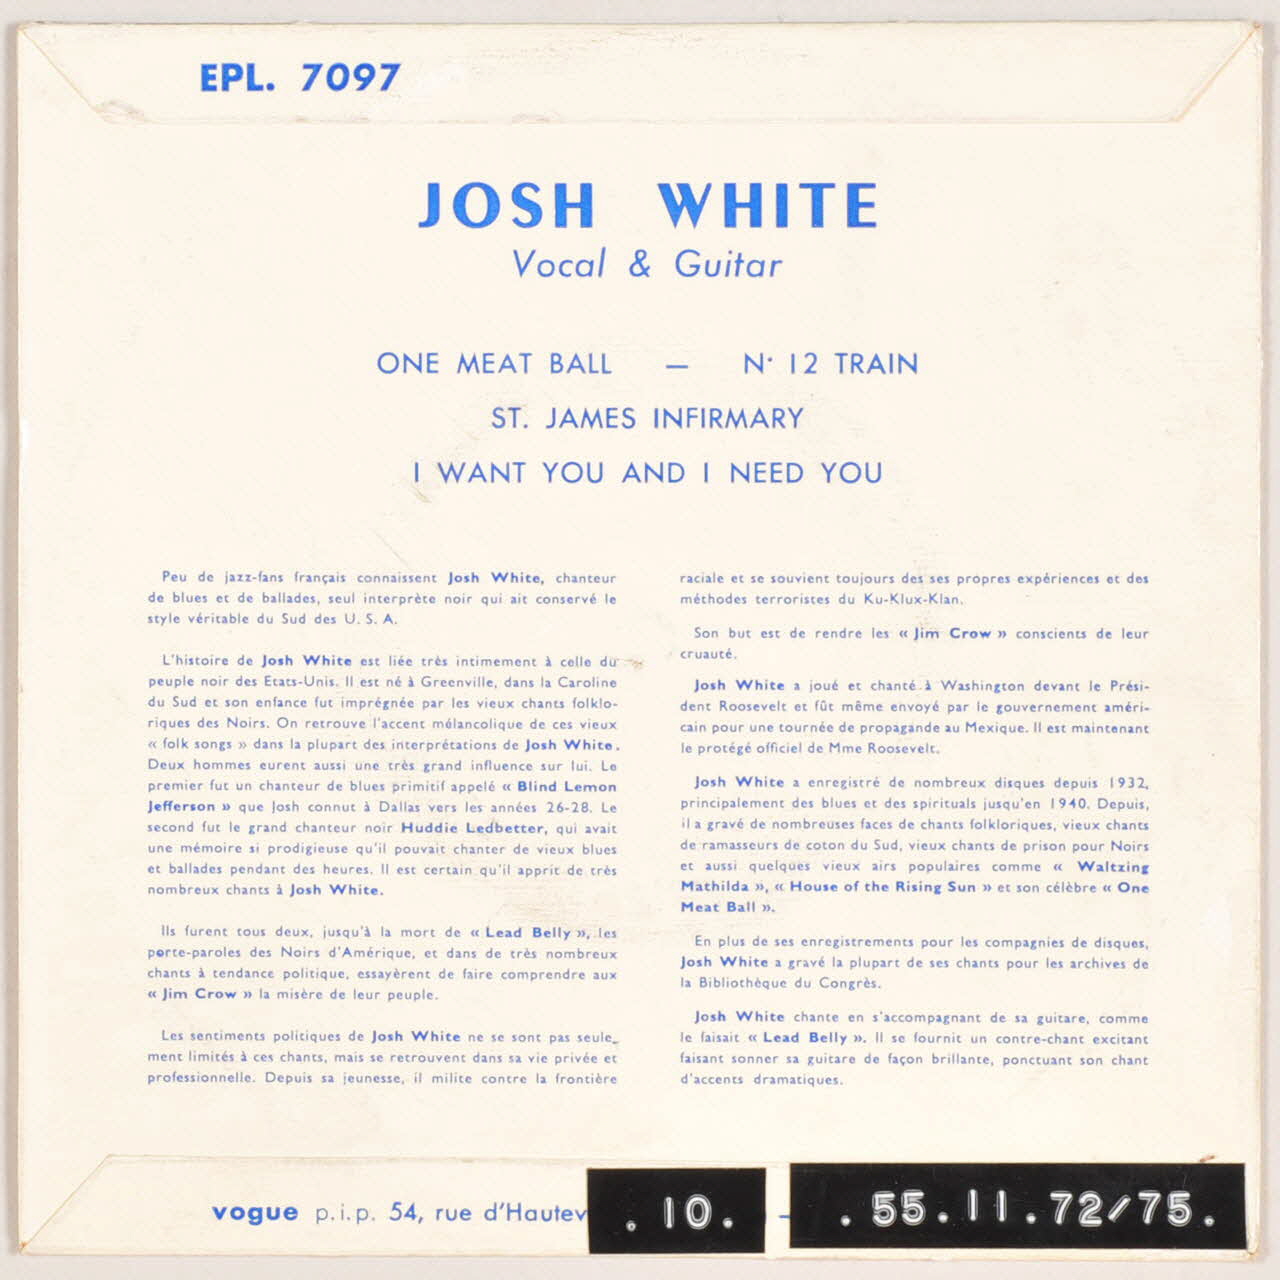 EPL. 7097
JOSH WHITE
Vocal & Guitar
ONE MEAT BALL — N• 12 TRAIN
ST. JAMES INFIRMARY
I WANT YOU AND I NEED YOU
Peu de jazz-fans français connaissent Josh White, chanteur
de blues et de ballades, seul interprète noir qui ait conservé le
style véritable du Sud des U. S. A.
L'histoire de Josh White est liée très intimement à celle du
peuple noir des Etats-Unis. Il est né à Greenville, dans la Caroline
du Sud et son enfance fut imprégnée par les vieux chants folklo-
riques des Noirs. On retrouve l'accent mélancolique de ces vieux
« folk songs » dans la plupart des interprétations de Josh White.
Deux hommes eurent aussi une très grand influence sur lui. Le
premier fut un chanteur de blues primitif appelé « Blind Lemon
Jefferson » que Josh connut à Dallas vers les années 26-28. Le
second fut le grand chanteur noir Huddie Ledbetter, qui avait
une mémoire si prodigieuse qu'il pouvait chanter de vieux blues
et ballades pendant des heures. Il est certain qu'il apprit de très
nombreux chants à Josh White.
Ils furent tous deux, jusqu'à la mort de « Lead Belly », les
porte-paroles des Noirs d'Amérique, et dans de très nombreux
chants à tendance politique, essayèrent de faire comprendre aux
« Jim Crow » la misère de leur peuple.
Les sentiments politiques de Josh White ne se sont pas seule-
ment limités à ces chants, mais se retrouvent dans sa vie privée et
professionnelle. Depuis sa jeunesse, il milite contre la frontière
raciale et se souvient toujours des ses propres expériences et des
méthodes terroristes du Ku-Klux-Klan.
Son but est de rendre les « Jim Crow » conscients de leur
cruauté.
Josh White a joué et chanté à Washington devant le Prési-
dent Roosevelt et fût même envoyé par le gouvernement améri-
cain pour une tournée de propagande au Mexique. Il est maintenant
le protégé officiel de Mme Roosevelt.
Josh White a enregistré de nombreux disques depuis 1932,
principalement des blues et des spirituals jusqu'en 1940. Depuis,
il a gravé de nombreuses faces de chants folkloriques, vieux chants
de ramasseurs de coton du Sud, vieux chants de prison pour Noirs
et aussi quelques vieux airs populaires comme « Waltzing
Mathilda », « House of the Rising Sun » et son célèbre « One
Meat Ball ».
En plus de ses enregistrements pour les compagnies de disques,
Josh White a gravé la plupart de ses chants pour les archives de
la Bibliothèque du Congrès.
Josh White chante en s'accompagnant de sa guitare, comme
le faisait « Lead Belly ». Il se fournit un contre-chant excitant
faisant sonner sa guitare de façon brillante, ponctuant son chant
d'accents dramatiques.
vogue p.i.p. 54, rue d'Hautev
. 10. . 55.11.72/75.